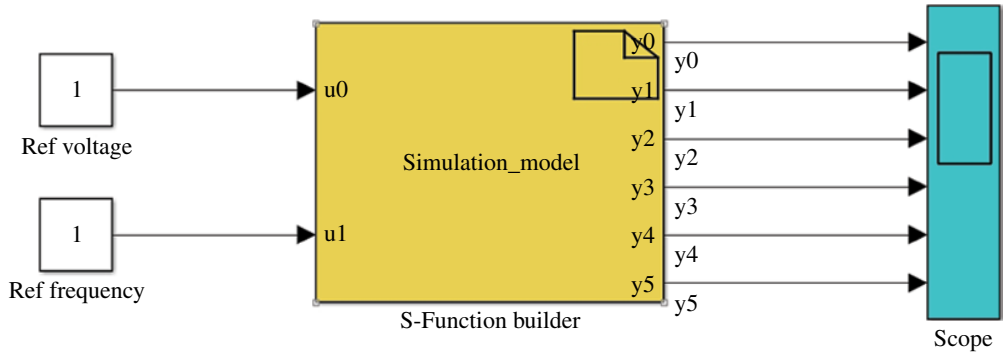 1
Ref voltage
1
Ref frequency
u0
u1
Simulation_model
y0
y1
y2
y3
y4
y5
S-Function builder
y0
y1
y2
y3
y4
y5
Scope